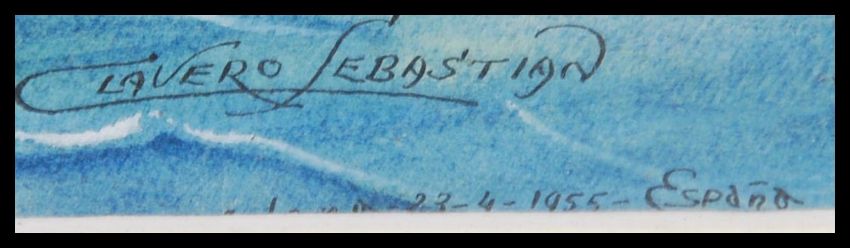 CLAVERO SEBASTIAN
23-4-1955-España